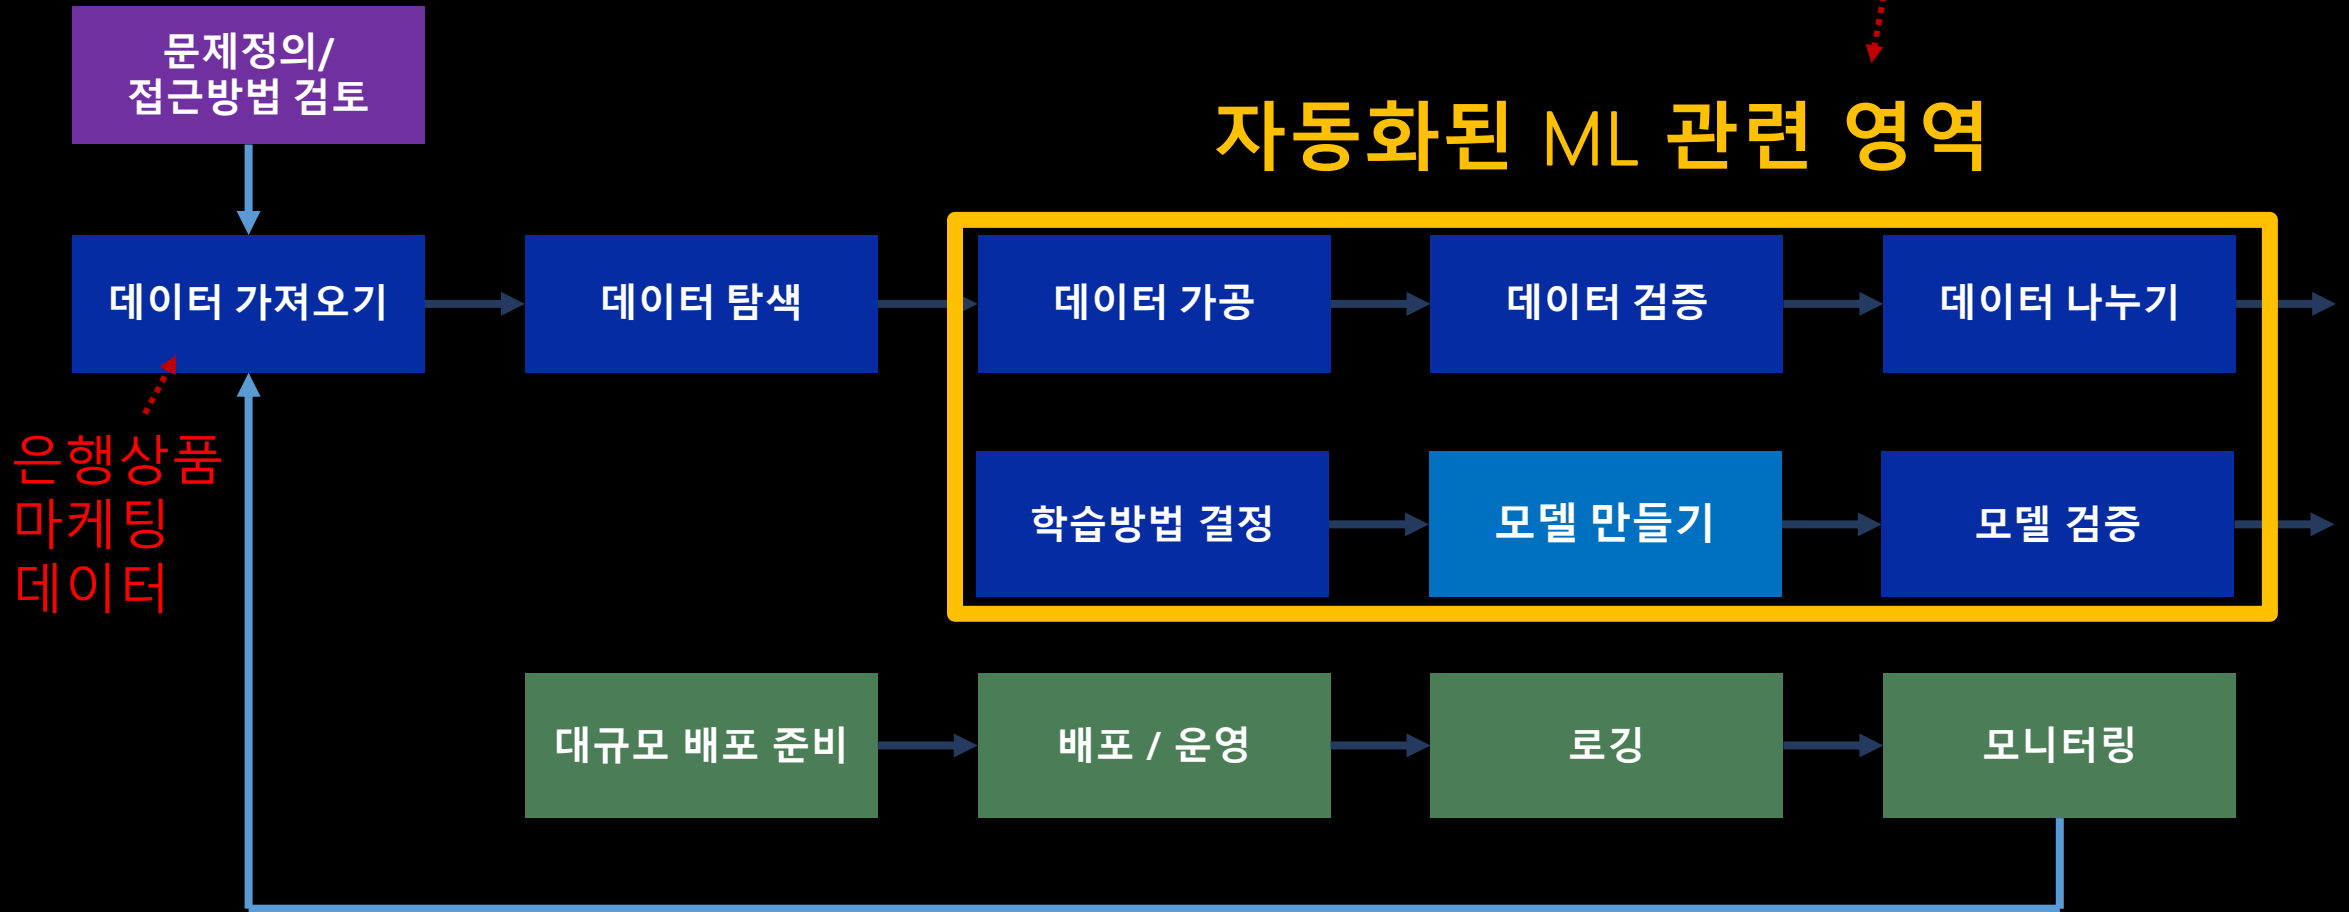 문제정의/
접근방법 검토
자동화된 ML 관련 영역
데이터 가져오기
데이터 탐색
데이터 가공
데이터 검증
데이터 나누기
은행상품
마케팅
데이터
학습방법 결정
모델 만들기
모델 검증
대규모 배포 준비
배포 / 운영
로깅
모니터링